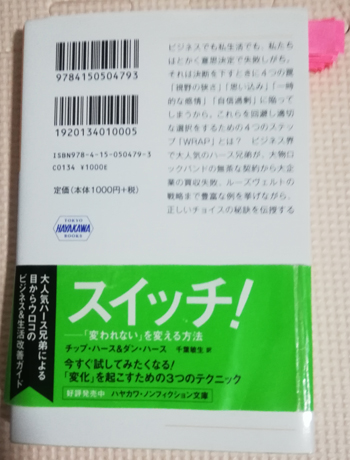 ビジネスでも私生活でも、私たち
はとかく意思決定で失敗しがち。
それは決断を下すときに4つの罠
「視野の狭さ」「思い込み」「一時
的な感情」「自信過剰」に陥って
しまうから。これらを回避し適切
な選択をするための4つのステッ
プ「WRAP」とは? ビジネス界
で大人気のハース兄弟が、大物ロ
ックバンドの無茶な契約から大企
業の買収失敗、ルーズヴェルトの
戦略まで豊富な例を挙げながら、
正しいチョイスの秘訣を伝授する
9784150504793
1920134010005
ISBN978-4-15-050479-3
C0134 ¥1000E
定価(本体1000円+税)
TOKYO
HAYAKAWA
BOOKS
大人気ハース兄弟による
目からウロコの
ビジネス&生活改善ガイド
スイッチ!
——「変われない」を変える方法
チップ・ハース&ダン・ハース 千葉敏生 訳
今すぐ試してみたくなる!
「変化」を起こすための3つのテクニック
好評発売中 ハヤカワ・ノンフィクション文庫